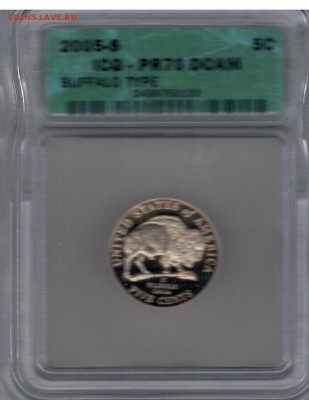 COINS.LAVE.RU
2005-S 5C
ICG - PR70 DCAM
BUFFALO TYPE
UNITED STATES OF AMERICA
FIVE CENTS